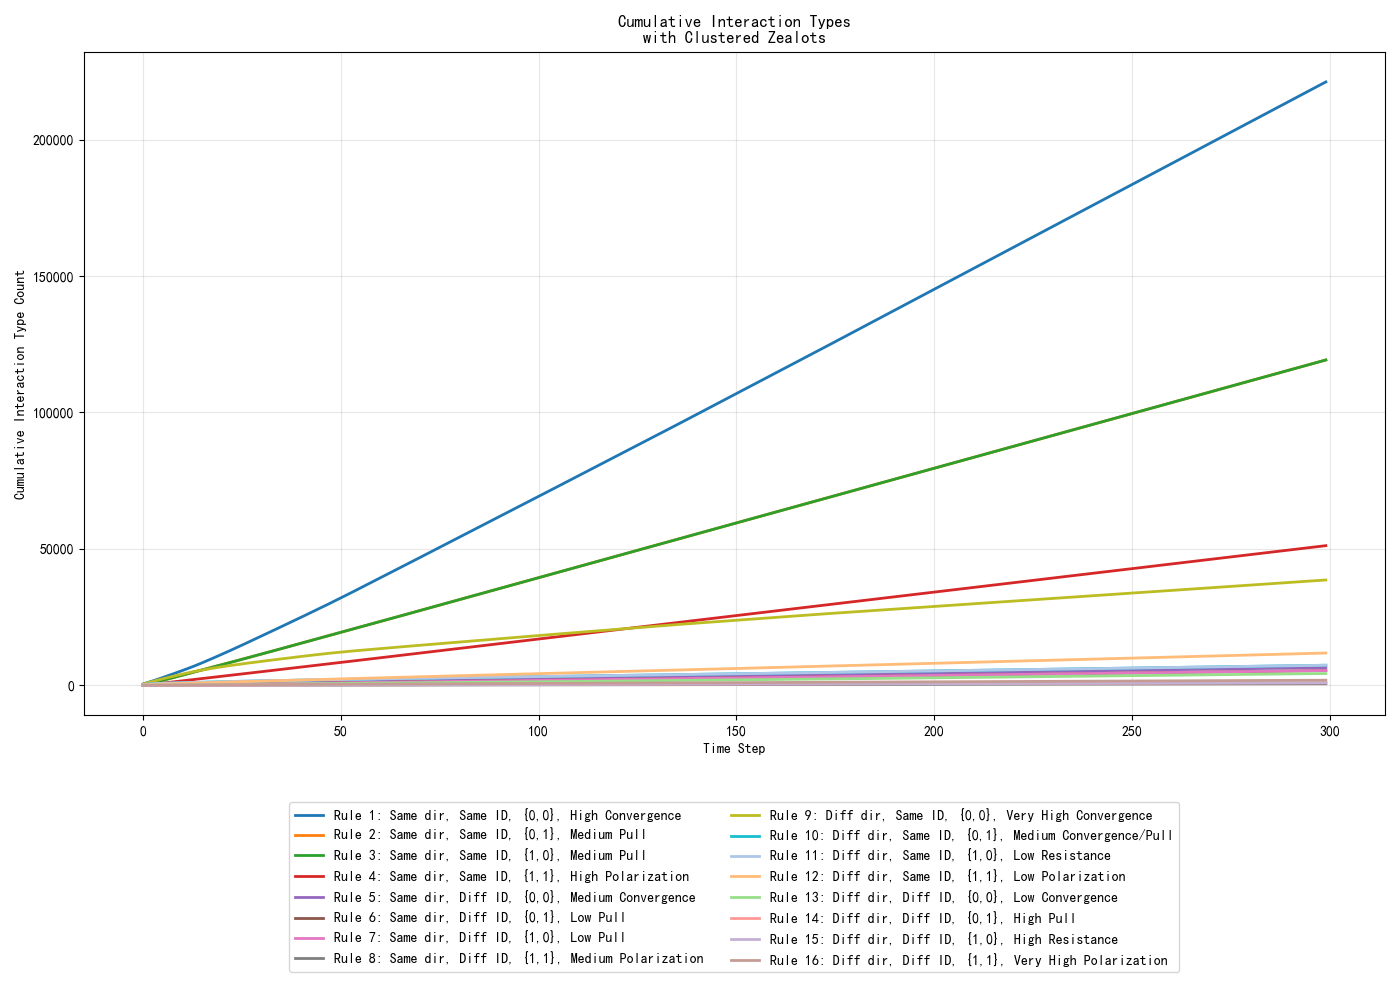 Cumulative Interaction Types
with Clustered Zealots
Cumulative Interaction Type Count
200000
150000
100000
50000
0
0
50
100
150
200
250
300
Time Step
Rule 1: Same dir, Same ID, {0,0}, High Convergence
Rule 2: Same dir, Same ID, {0,1}, Medium Pull
Rule 3: Same dir, Same ID, {1,0}, Medium Pull
Rule 4: Same dir, Same ID, {1,1}, High Polarization
Rule 5: Same dir, Diff ID, {0,0}, Medium Convergence
Rule 6: Same dir, Diff ID, {0,1}, Low Pull
Rule 7: Same dir, Diff ID, {1,0}, Low Pull
Rule 8: Same dir, Diff ID, {1,1}, Medium Polarization
Rule 9: Diff dir, Same ID, {0,0}, Very High Convergence
Rule 10: Diff dir, Same ID, {0,1}, Medium Convergence/Pull
Rule 11: Diff dir, Same ID, {1,0}, Low Resistance
Rule 12: Diff dir, Same ID, {1,1}, Low Polarization
Rule 13: Diff dir, Diff ID, {0,0}, Low Convergence
Rule 14: Diff dir, Diff ID, {0,1}, High Pull
Rule 15: Diff dir, Diff ID, {1,0}, High Resistance
Rule 16: Diff dir, Diff ID, {1,1}, Very High Polarization